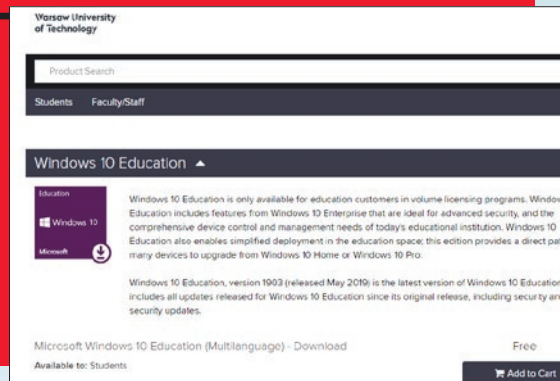 Warsaw University
of Technology
Product Search
Students Faculty/Staff
Windows 10 Education
Education
Windows 10
Microsoft
Windows 10 Education is only available for education customers in volume licensing programs. Window
Education includes features from Windows 10 Enterprise that are ideal for advanced security, and the
comprehensive device control and management needs of today's educational institution. Windows 10
Education also enables simplified deployment in the education space; this edition provides a direct pat
many devices to upgrade from Windows 10 Home or Windows 10 Pro.
Windows 10 Education, version 1903 (released May 2019) is the latest version of Windows 10 Education
includes all updates released for Windows 10 Education since its original release, including security an
security updates.
Microsoft Windows 10 Education (Multilanguage) - Download Free
Available to: Students
Add to Cart